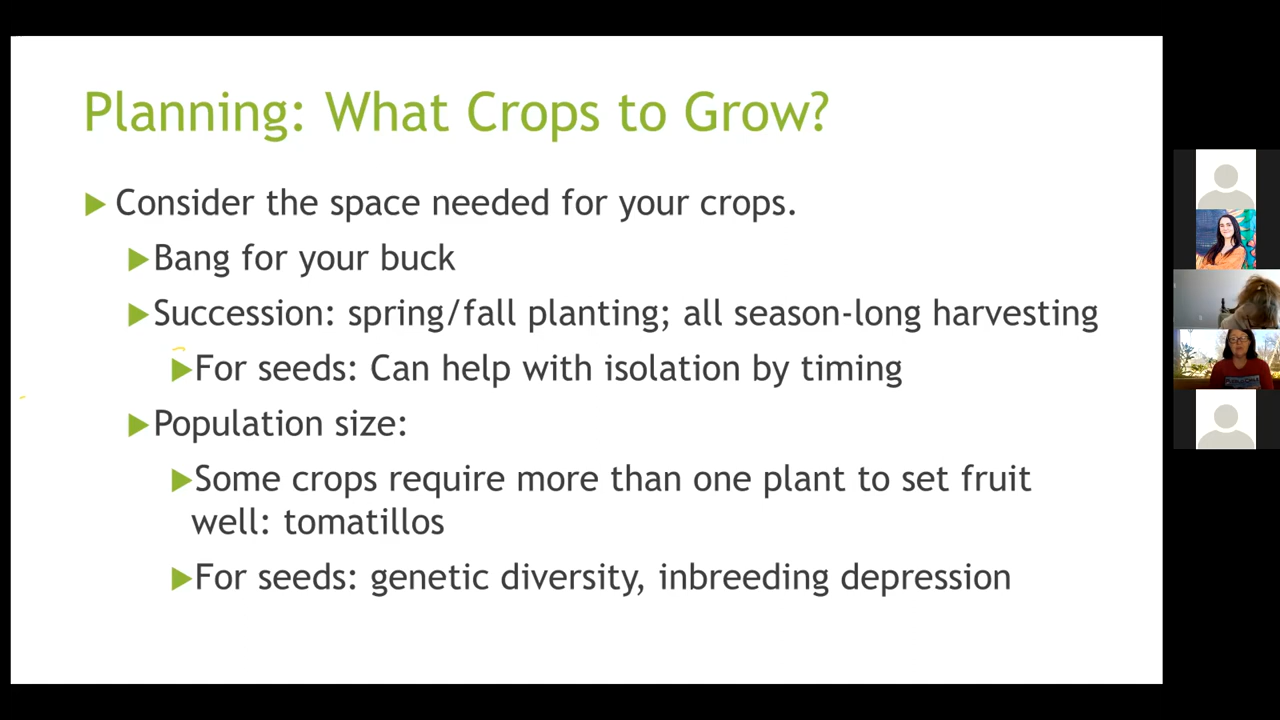 Planning: What Crops to Grow?
Consider the space needed for your crops.
Bang for your buck
Succession: spring/fall planting; all season-long harvesting
For seeds: Can help with isolation by timing
Population size:
Some crops require more than one plant to set fruit
well: tomatillos
For seeds: genetic diversity, inbreeding depression